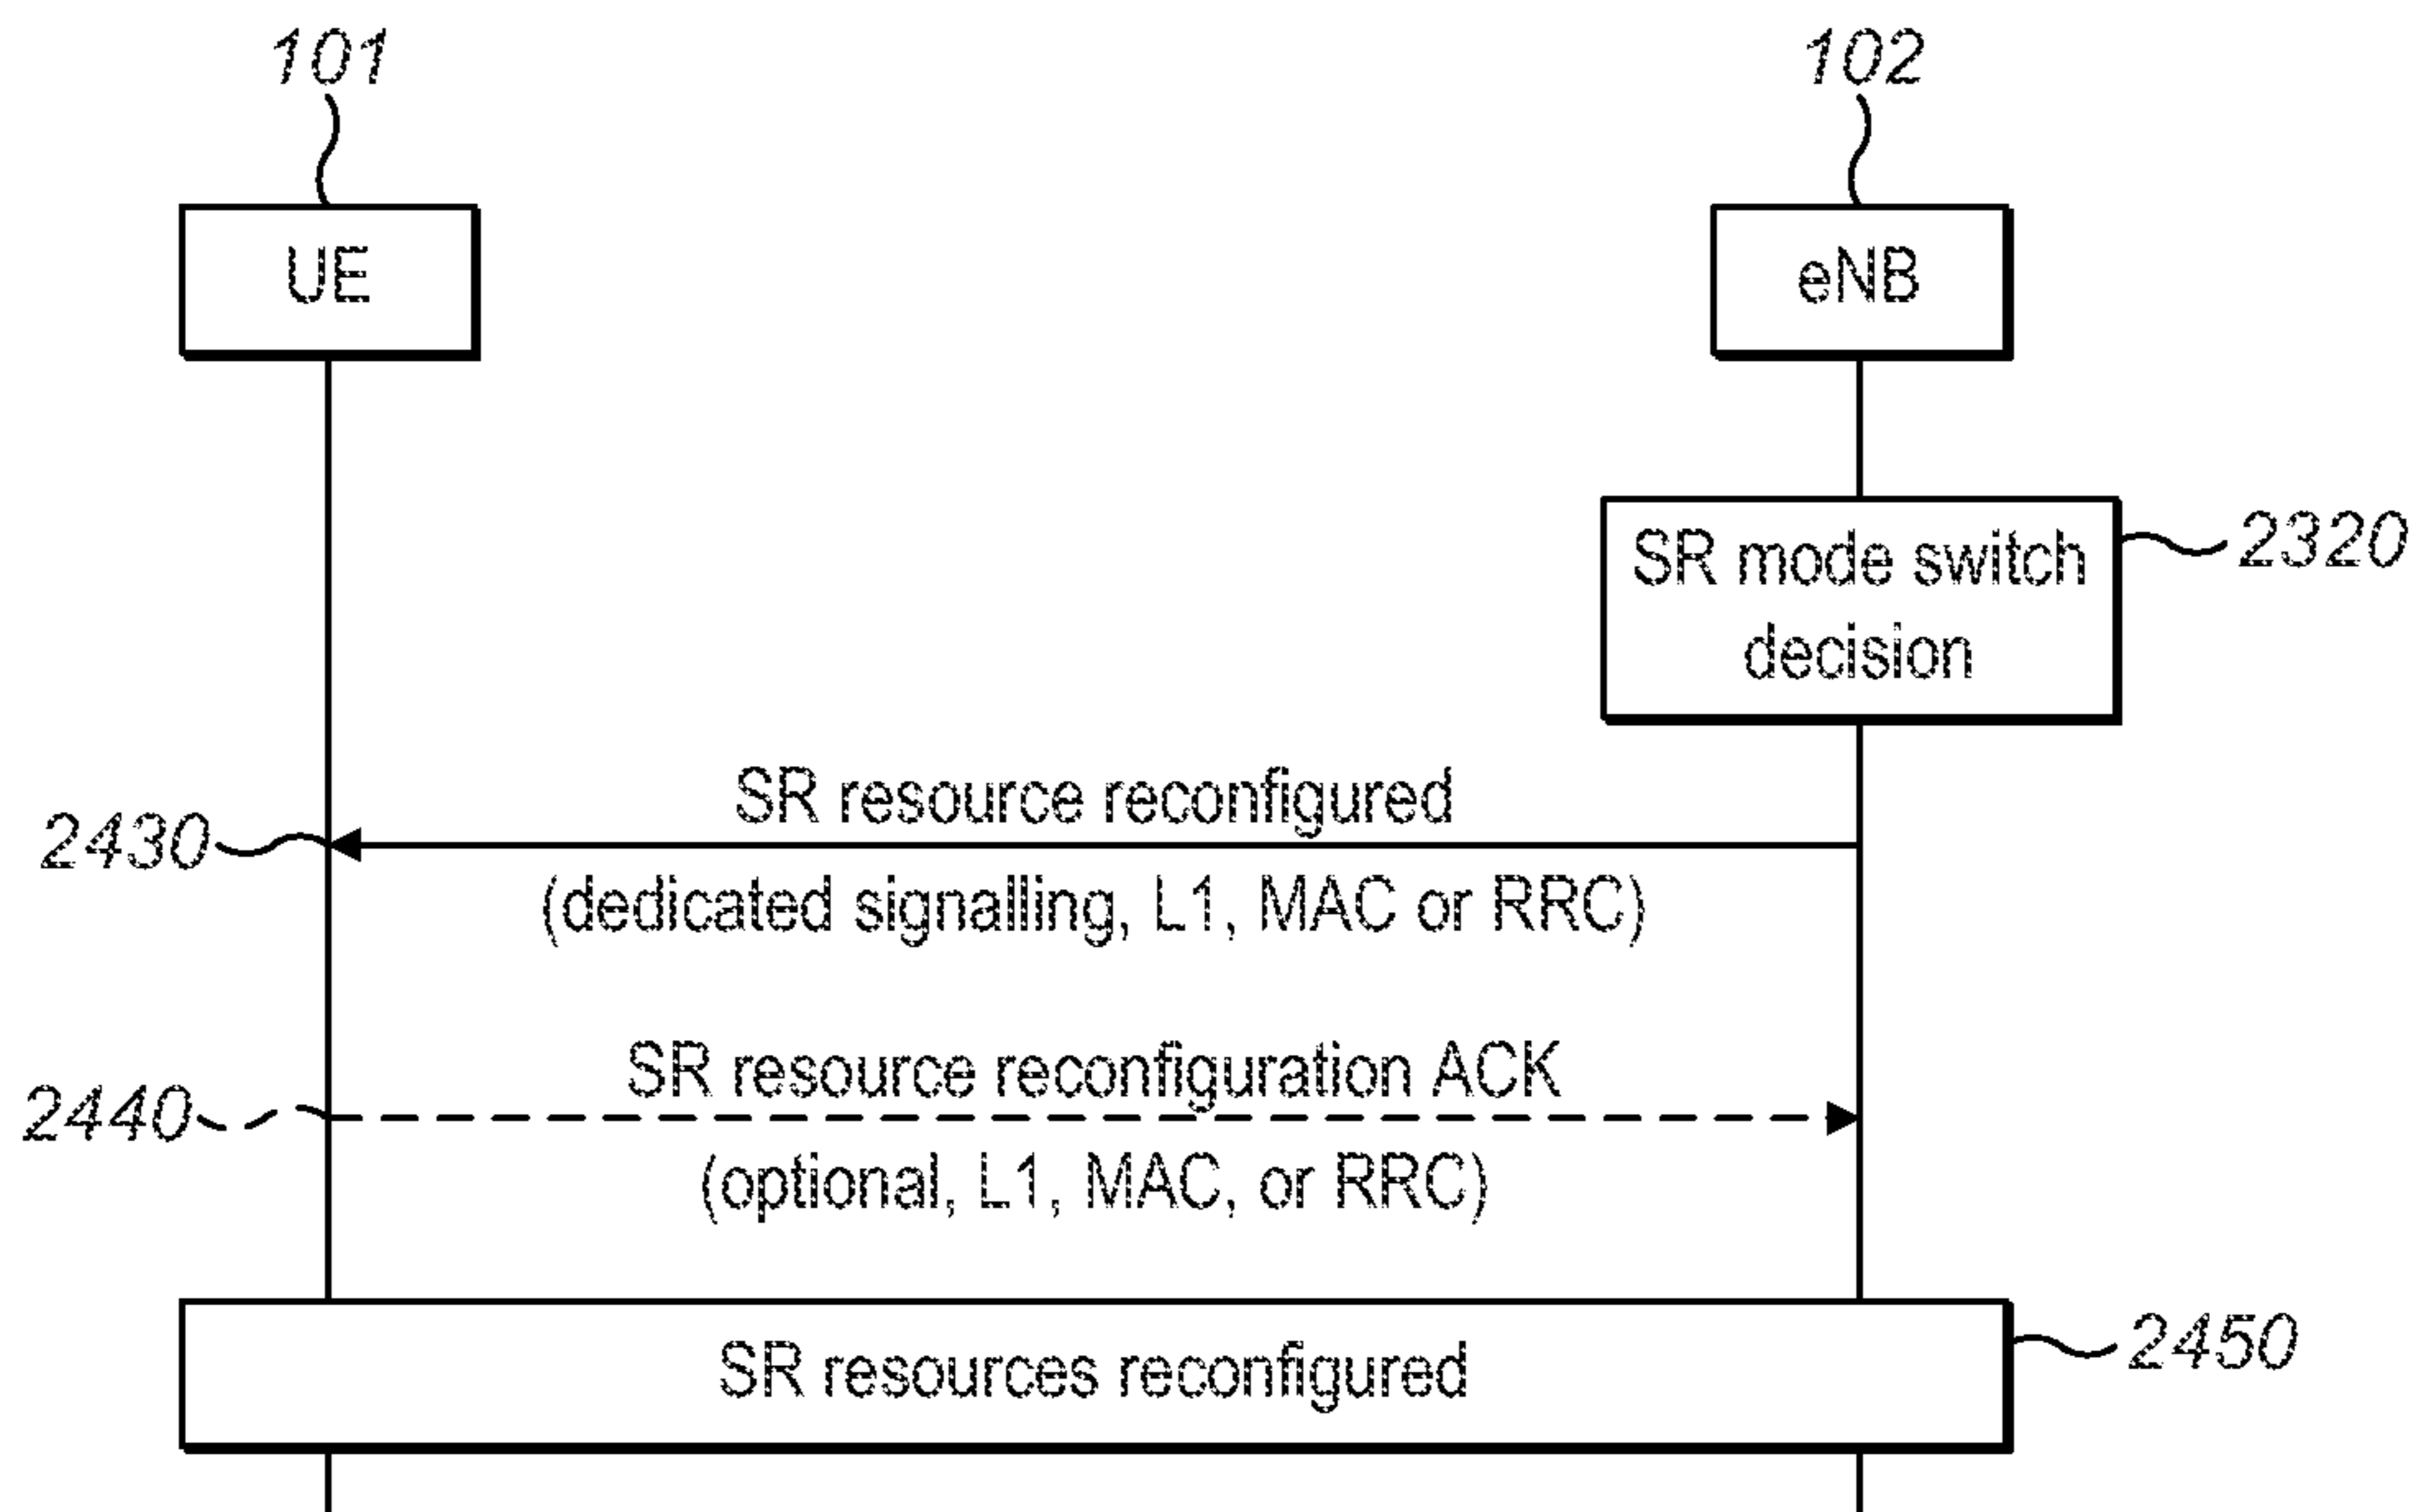 101
102
UE
eNB
SR mode switch
decision
2320
SR resource reconfigured
2430
(dedicated signalling, L1, MAC or RRC)
SR resource reconfiguration ACK
2440
(optional, L1, MAC, or RRC)
SR resources reconfigured
2450